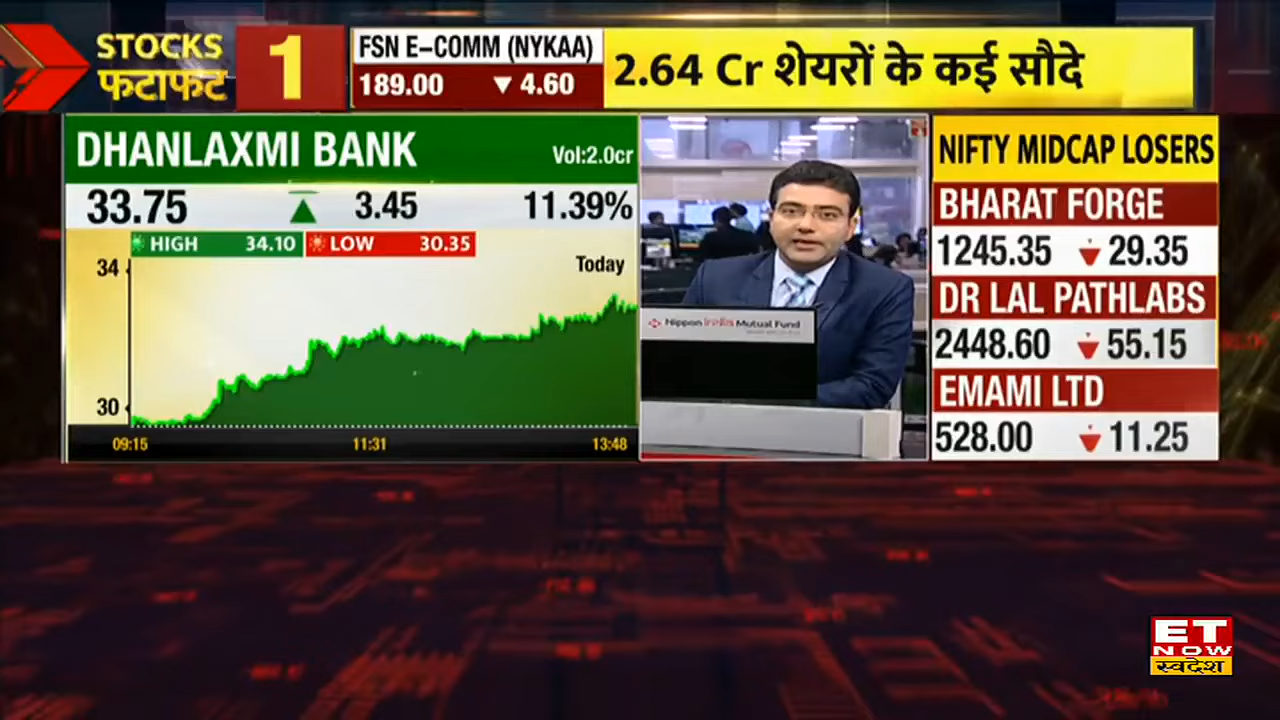 STOCKS
फटाफट
1
FSN E-COMM (NYKAA)
189.00 ▼ 4.60
2.64 Cr शेयरों के कई सौदे
DHANLAXMI BANK
Vol:2.0cr
33.75 ▲ 3.45 11.39%
HIGH 34.10 LOW 30.35
Today
34
30
09:15 11:31 13:48
Nippon India Mutual Fund
NIFTY MIDCAP LOSERS
BHARAT FORGE
1245.35 29.35
DR LAL PATHLABS
2448.60 55.15
EMAMI LTD
528.00 11.25
ET
NOW
स्वदेश